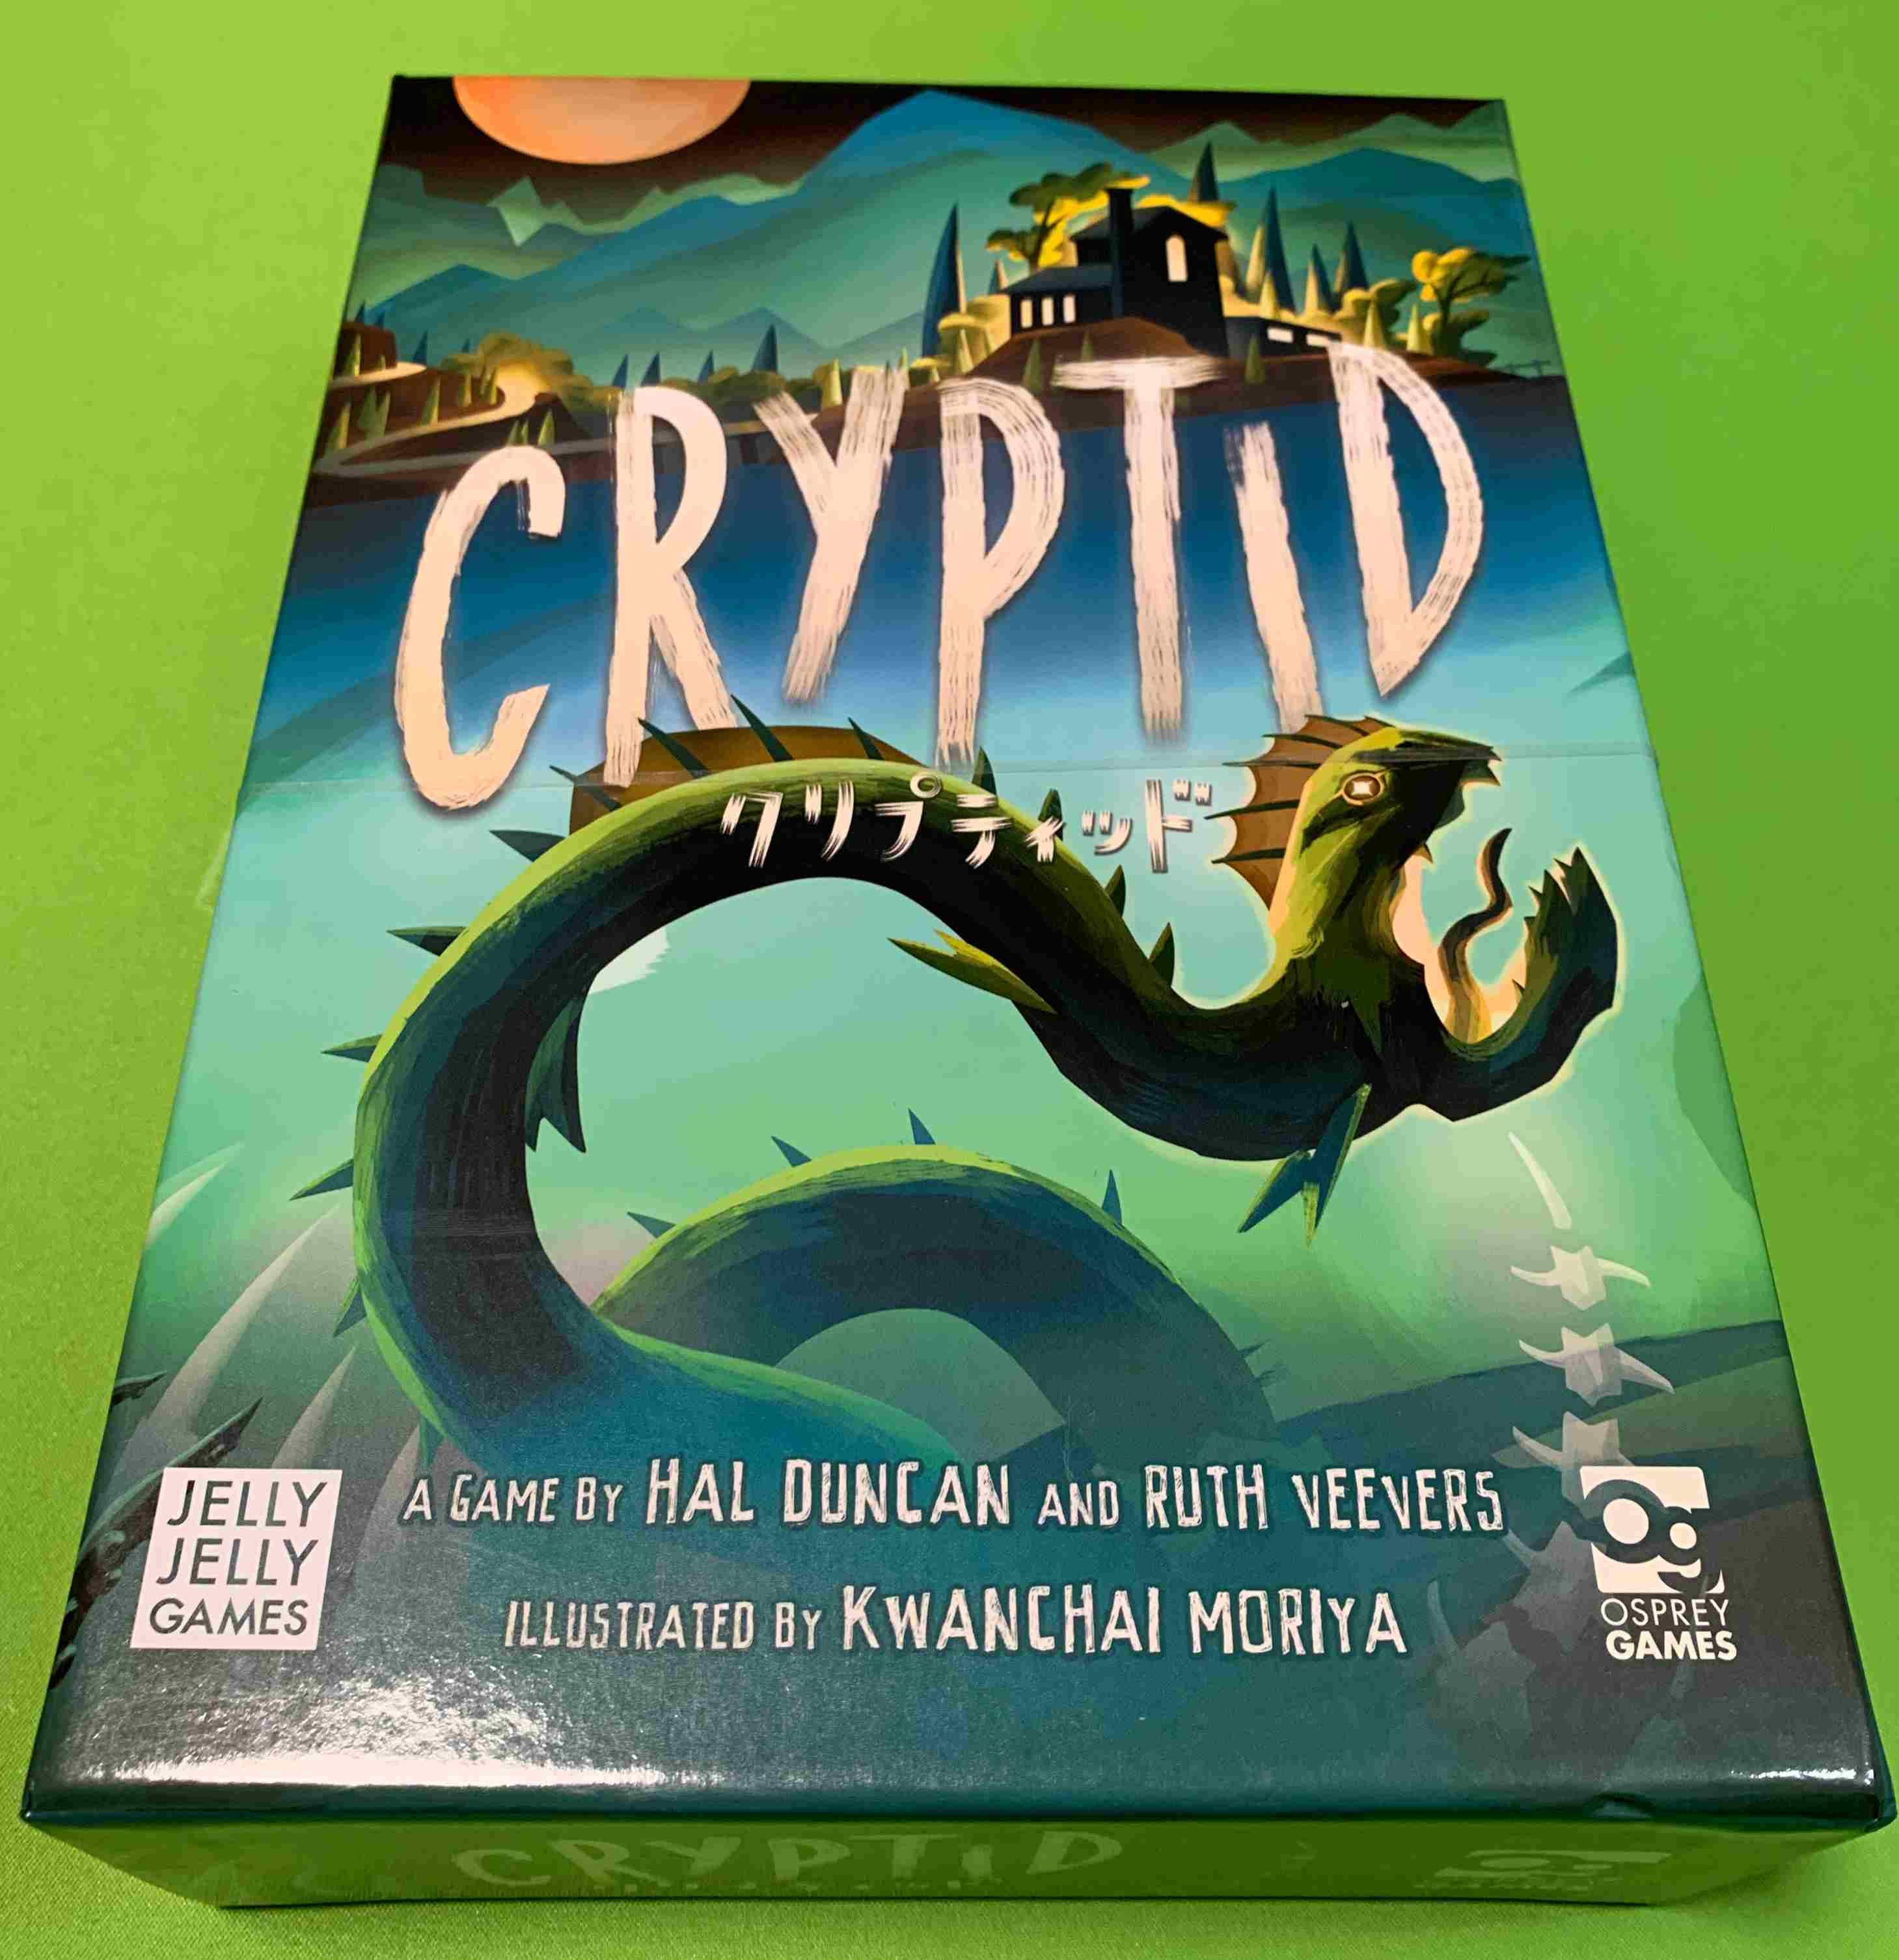 CRYPTID
クリプティッド
A GAME BY HAL DUNCAN AND RUTH VEEVERS
ILLUSTRATED BY KWANCHAI MORIYA
JELLY
JELLY
GAMES
Og
OSPREY
GAMES
CRYPTID